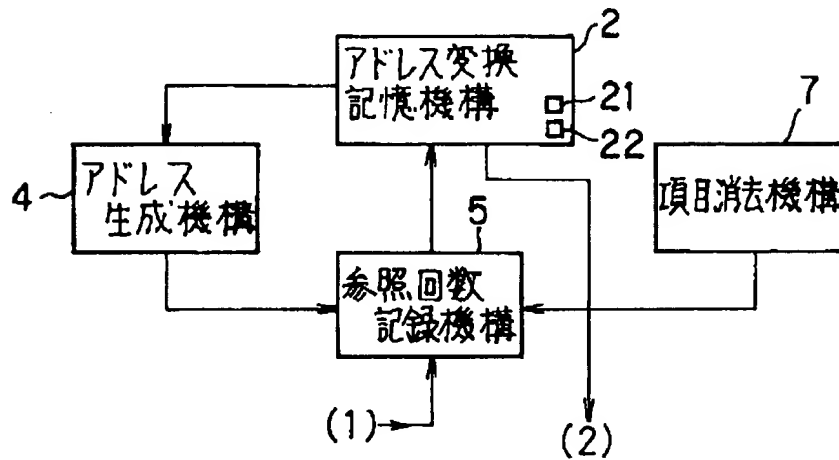 2
アドレス変換
記憶機構
21
22
7
4
アドレス
生成機構
項目消去機構
5
参照回数
記録機構
(1)
(2)